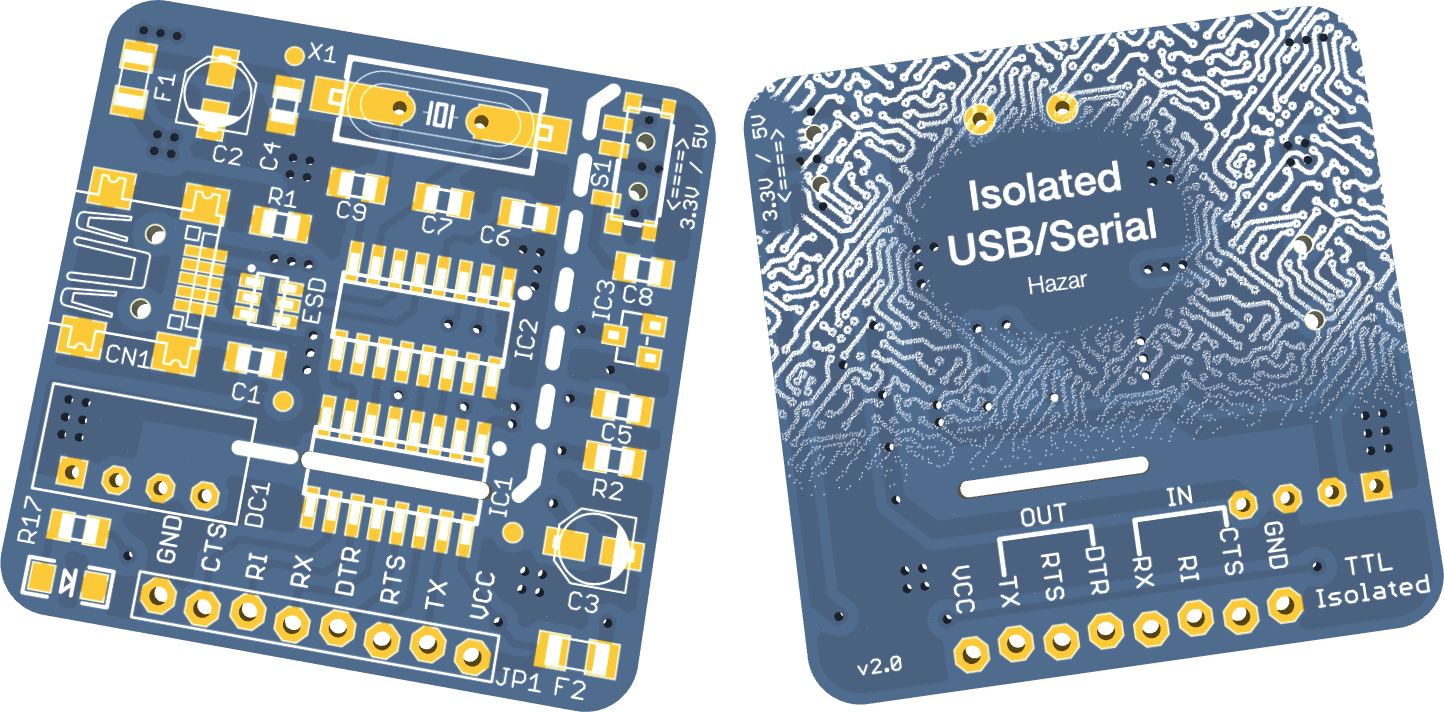 X1
F1
C2
C4
S1
<====>
3.3V / 5V
R1
C9
C7
C6
C8
IC3
ESD
IC2
CN1
C1
C5
R2
IC1
DC1
R17
GND
CTS
RI
RX
DTR
RTS
TX
VCC
C3
JP1
F2
3.3V / 5V
<====>
Isolated
USB/Serial
Hazar
OUT
IN
VCC
TX
RTS
DTR
RX
RI
CTS
GND
TTL
Isolated
v2.0